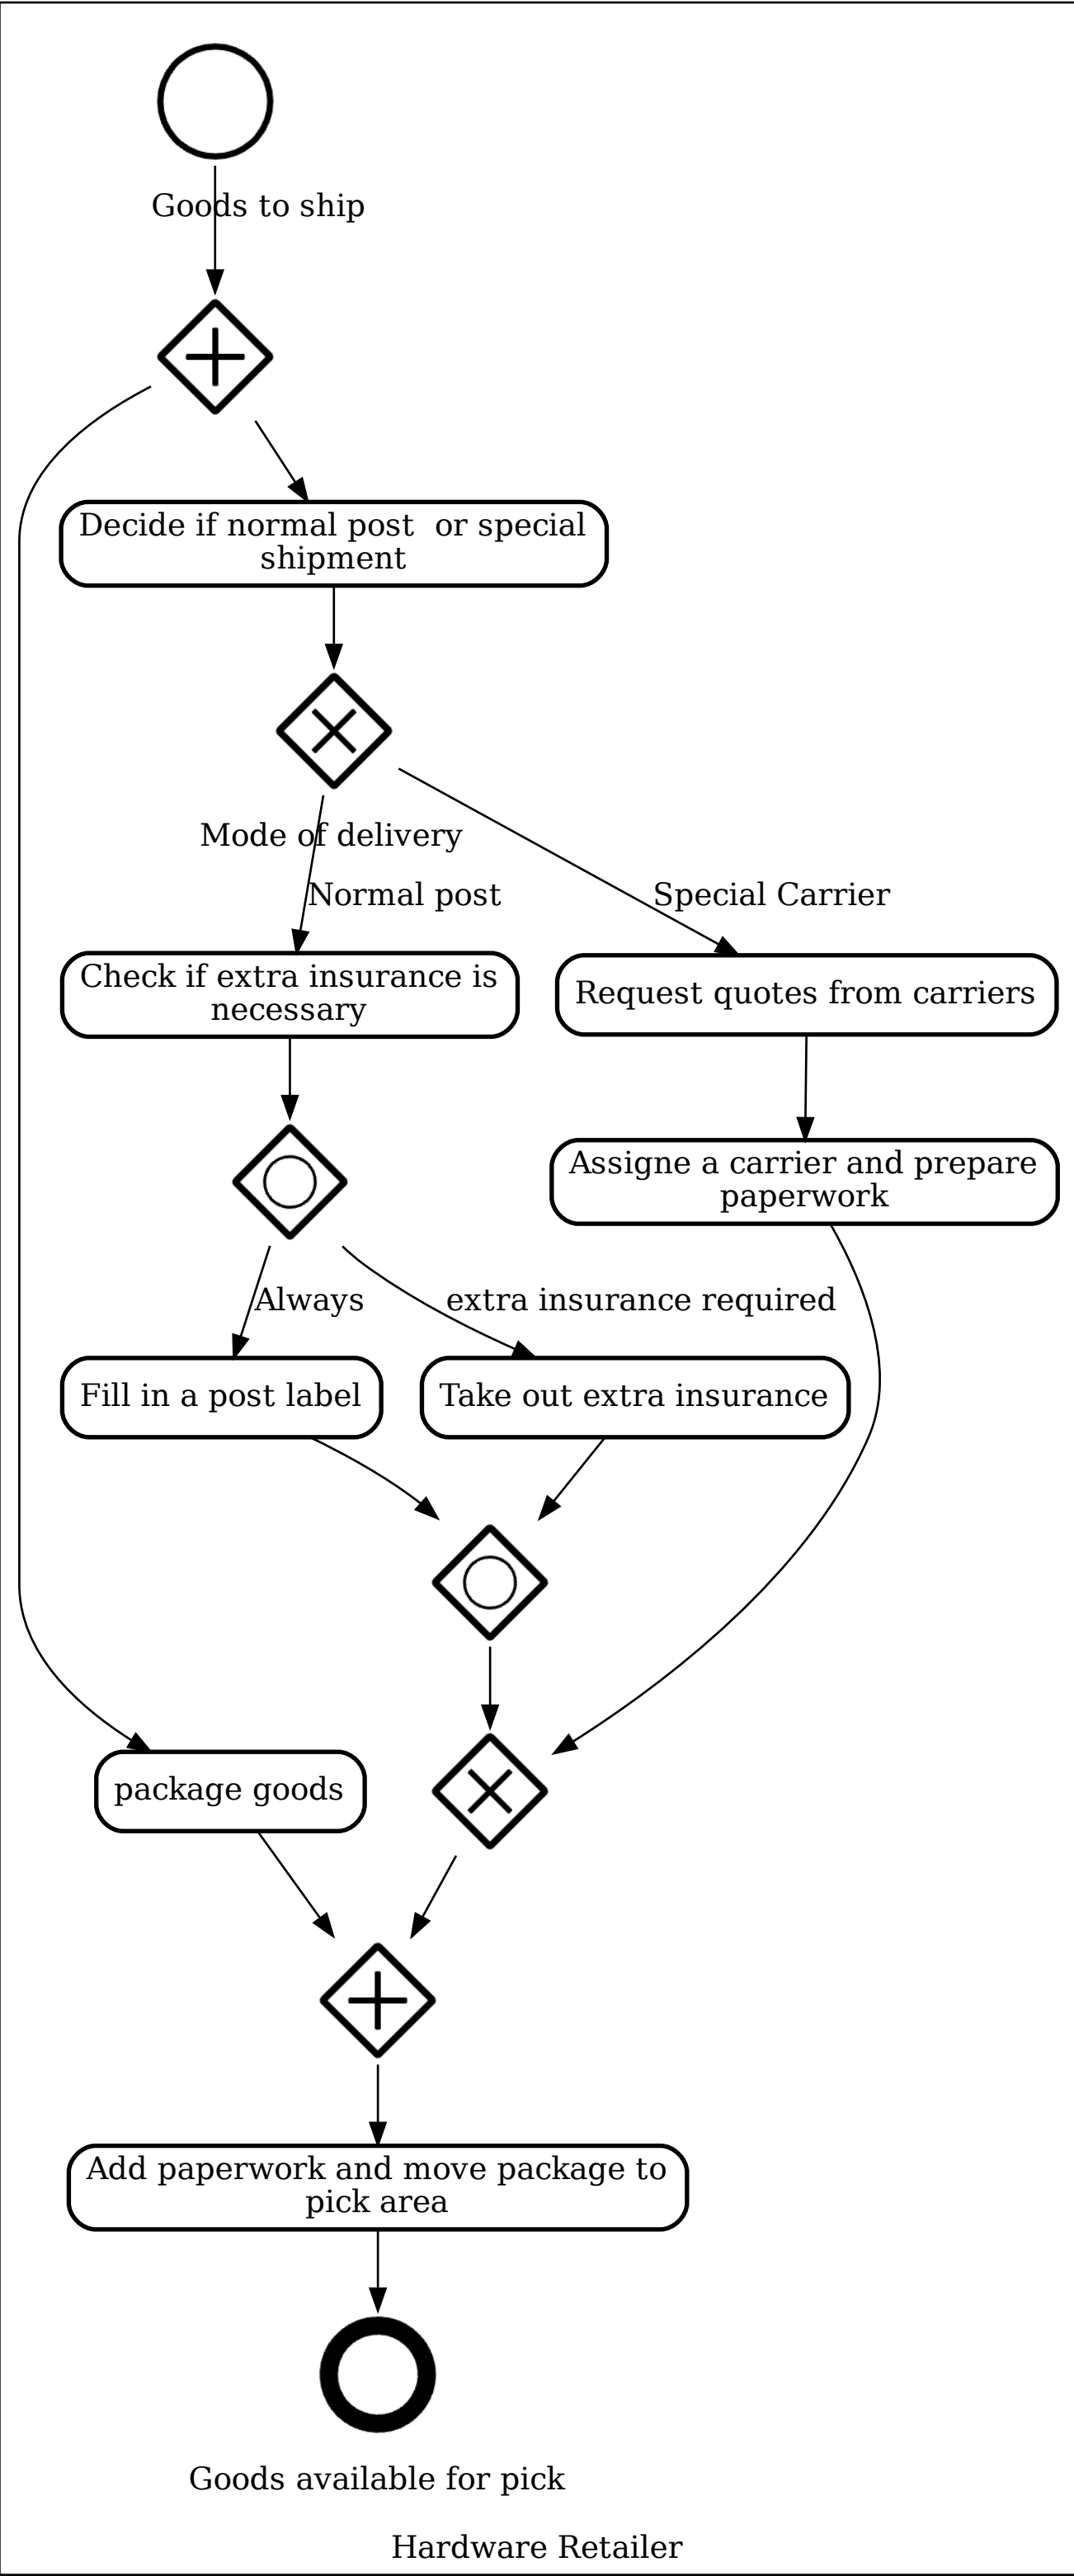 Goods to ship
Decide if normal post  or special
shipment
Mode of delivery
Normal post
Special Carrier
Check if extra insurance is
necessary
Request quotes from carriers
Assigne a carrier and prepare
paperwork
Always
extra insurance required
Fill in a post label
Take out extra insurance
package goods
Add paperwork and move package to
pick area
Goods available for pick
Hardware Retailer